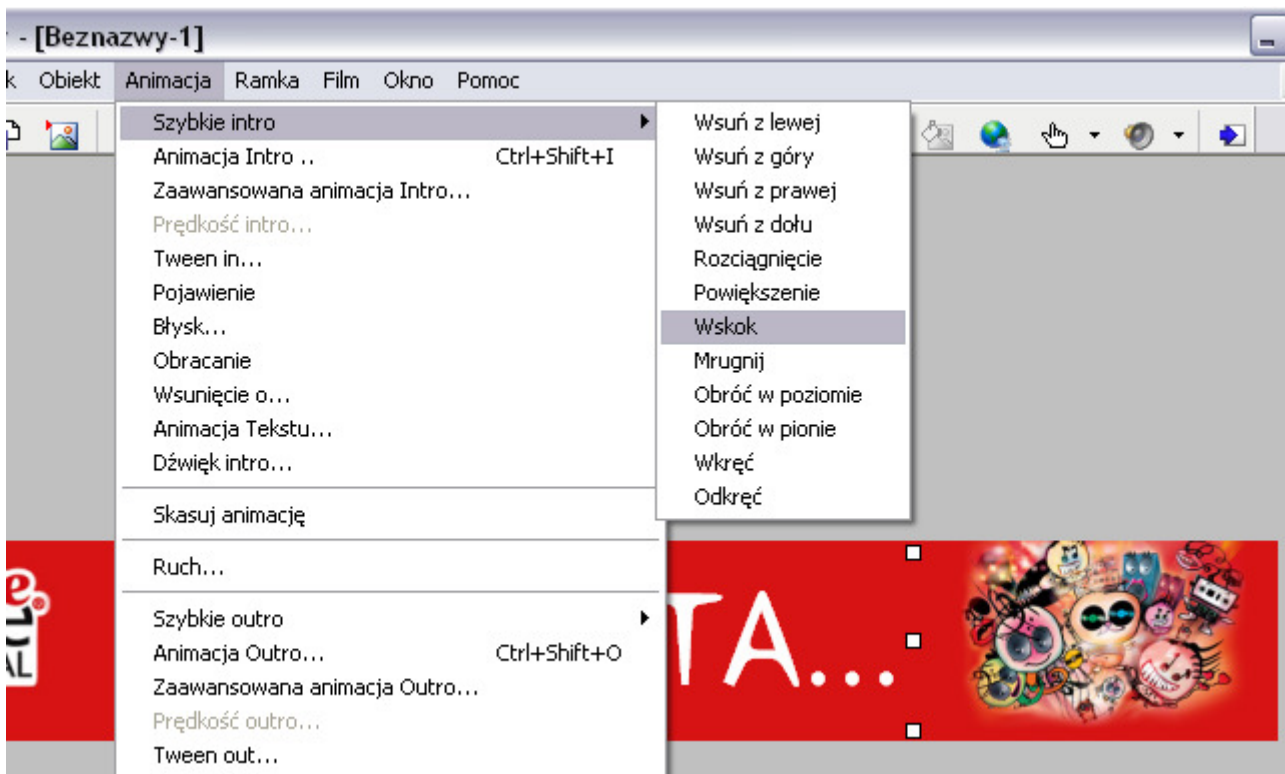 - [Beznazwy-1]
k Obiekt Animacja Ramka Film Okno Pomoc
Szybkie intro
Animacja Intro .. Ctrl+Shift+I
Zaawansowana animacja Intro...
Prędkość intro...
Tween in...
Pojawienie
Błysk...
Obracanie
Wsunięcie o...
Animacja Tekstu...
Dźwięk intro...
Skasuj animację
Ruch...
Szybkie outro
Animacja Outro... Ctrl+Shift+O
Zaawansowana animacja Outro...
Prędkość outro...
Tween out...
Wsuń z lewej
Wsuń z góry
Wsuń z prawej
Wsuń z dołu
Rozciągnięcie
Powiększenie
Wskok
Mrugnij
Obróć w poziomie
Obróć w pionie
Wkręć
Odkręć
e
AL
TA...